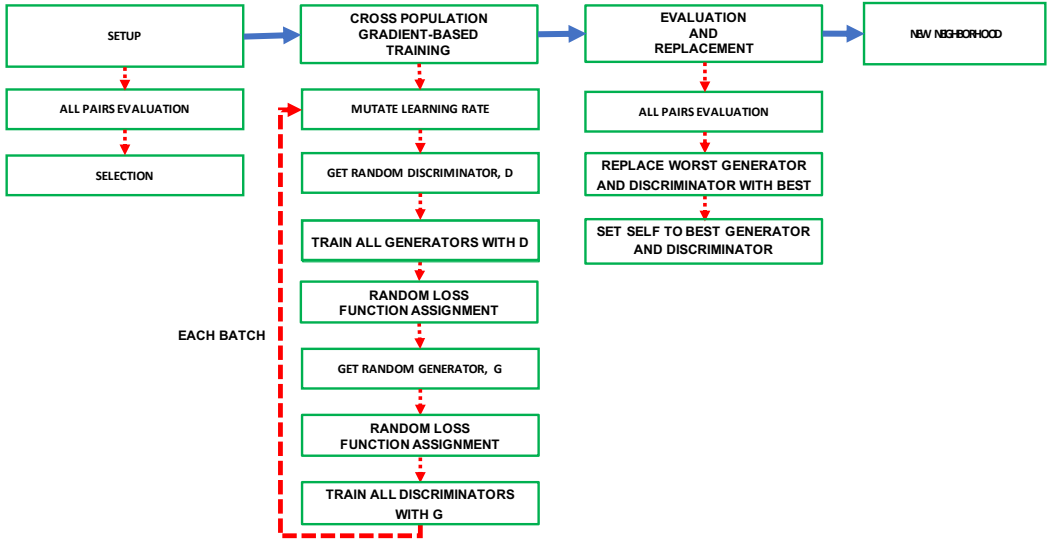 SETUP
ALL PAIRS EVALUATION
SELECTION
CROSS POPULATION
GRADIENT-BASED
TRAINING
MUTATE LEARNING RATE
GET RANDOM DISCRIMINATOR, D
TRAIN ALL GENERATORS WITH D
RANDOM LOSS
FUNCTION ASSIGNMENT
EACH BATCH
GET RANDOM GENERATOR, G
RANDOM LOSS
FUNCTION ASSIGNMENT
TRAIN ALL DISCRIMINATORS
WITH G
EVALUATION
AND
REPLACEMENT
ALL PAIRS EVALUATION
REPLACE WORST GENERATOR
AND DISCRIMINATOR WITH BEST
SET SELF TO BEST GENERATOR
AND DISCRIMINATOR
NEW NEIGHBORHOOD